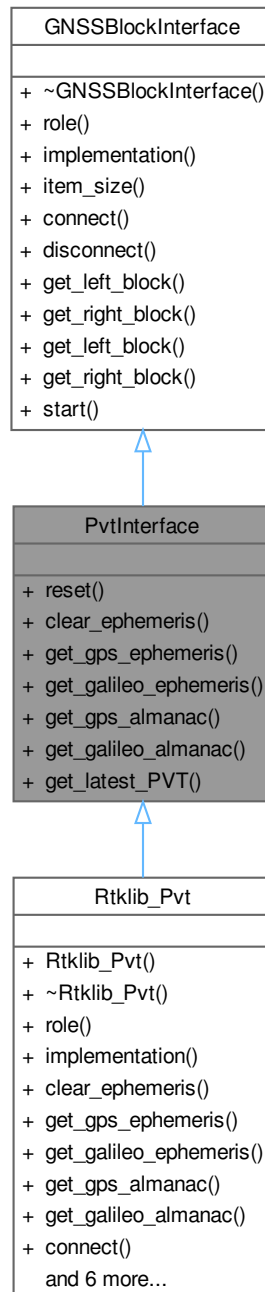 GNSSBlockInterface
+ ~GNSSBlockInterface()
+ role()
+ implementation()
+ item_size()
+ connect()
+ disconnect()
+ get_left_block()
+ get_right_block()
+ get_left_block()
+ get_right_block()
+ start()
PvtInterface
+ reset()
+ clear_ephemeris()
+ get_gps_ephemeris()
+ get_galileo_ephemeris()
+ get_gps_almanac()
+ get_galileo_almanac()
+ get_latest_PVT()
Rtklib_Pvt
+ Rtklib_Pvt()
+ ~Rtklib_Pvt()
+ role()
+ implementation()
+ clear_ephemeris()
+ get_gps_ephemeris()
+ get_galileo_ephemeris()
+ get_gps_almanac()
+ get_galileo_almanac()
+ connect()
and 6 more...